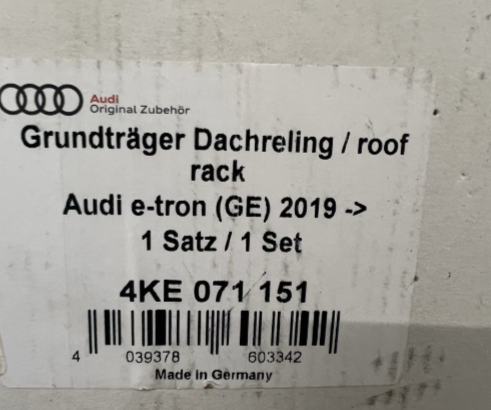 Audi
Original Zubehör
Grundträger Dachreling / roof
rack
Audi e-tron (GE) 2019 ->
1 Satz / 1 Set
4KE 071 151
4 039378 603342
Made in Germany